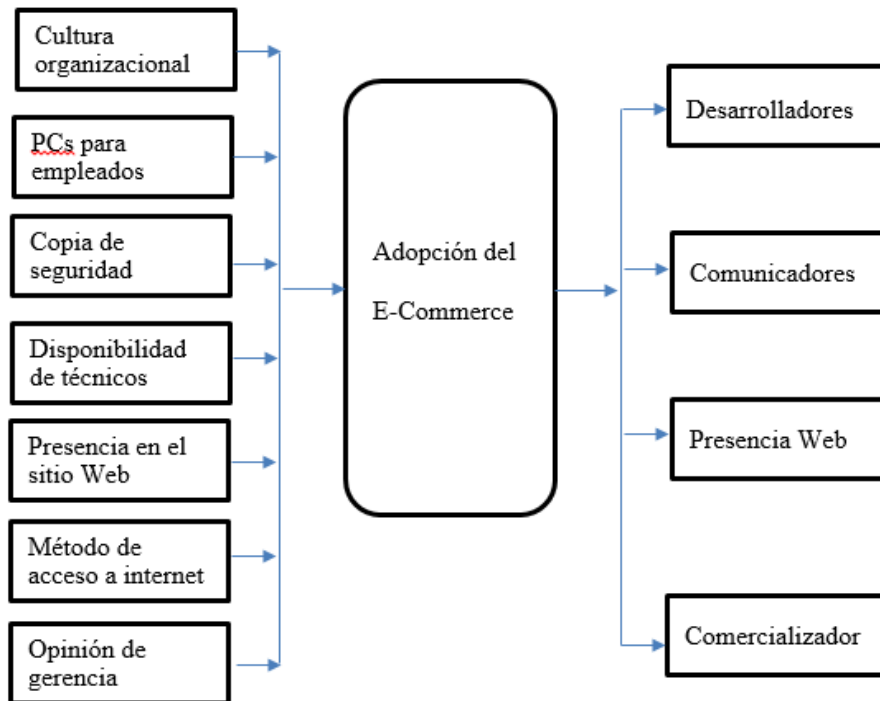 Cultura
organizacional
PCs para
empleados
Copia de
seguridad
Disponibilidad
de técnicos
Presencia en el
sitio Web
Método de
acceso a internet
Opinión de
gerencia
Adopción del
E-Commerce
Desarrolladores
Comunicadores
Presencia Web
Comercializador